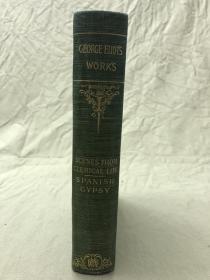 GEORGE ELIOT'S
WORKS
SCENES FROM
CLERICAL LIFE
SPANISH
GYPSY